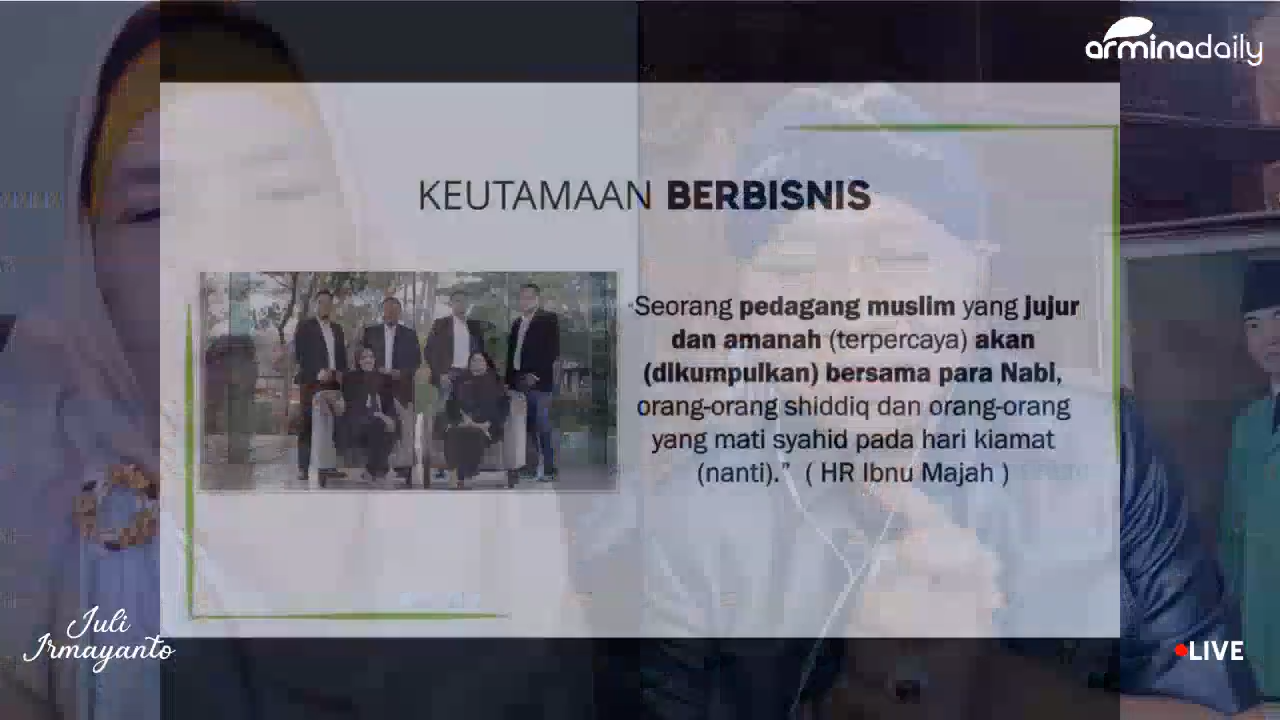 arminadaily
KEUTAMAAN BERBISNIS
"Seorang pedagang muslim yang jujur
dan amanah (terpercaya) akan
(dikumpulkan) bersama para Nabi,
orang-orang shiddiq dan orang-orang
yang mati syahid pada hari kiamat
(nanti)." ( HR Ibnu Majah )
Juli
Irmayanto
LIVE